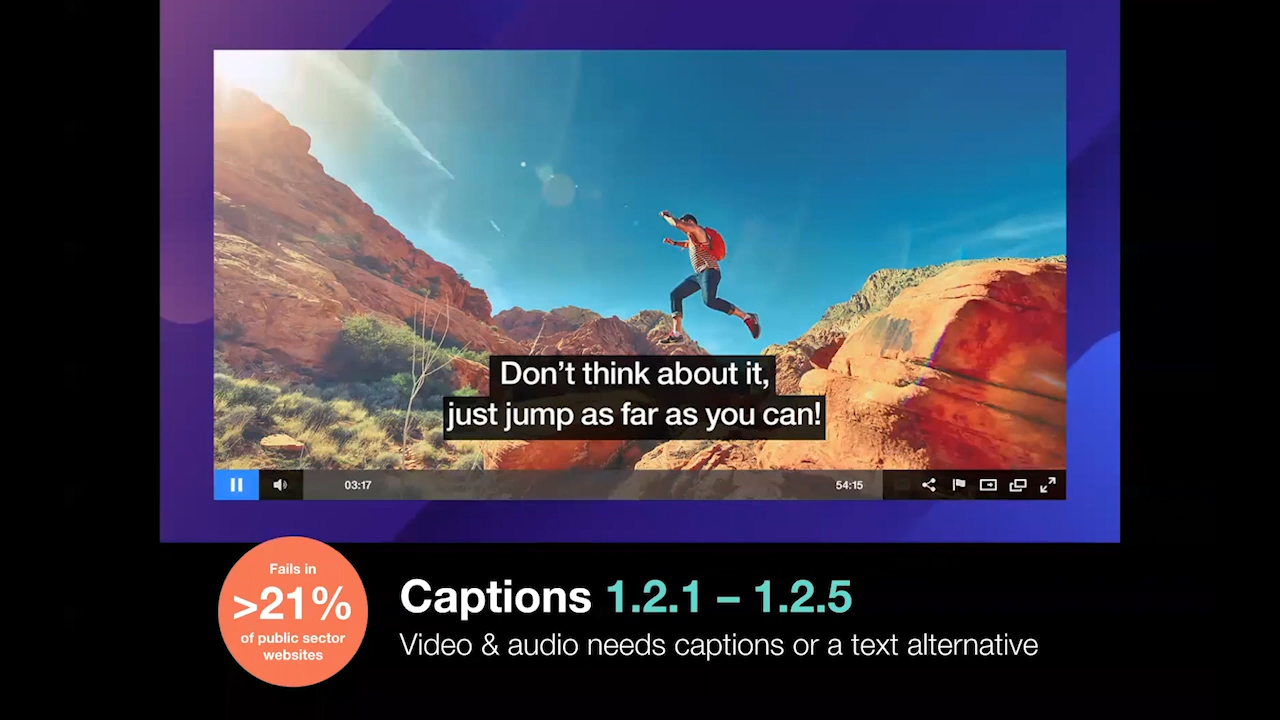 Don't think about it,
just jump as far as you can!
03:17
54:15
Fails in
>21%
of public sector
websites
Captions 1.2.1 – 1.2.5
Video & audio needs captions or a text alternative